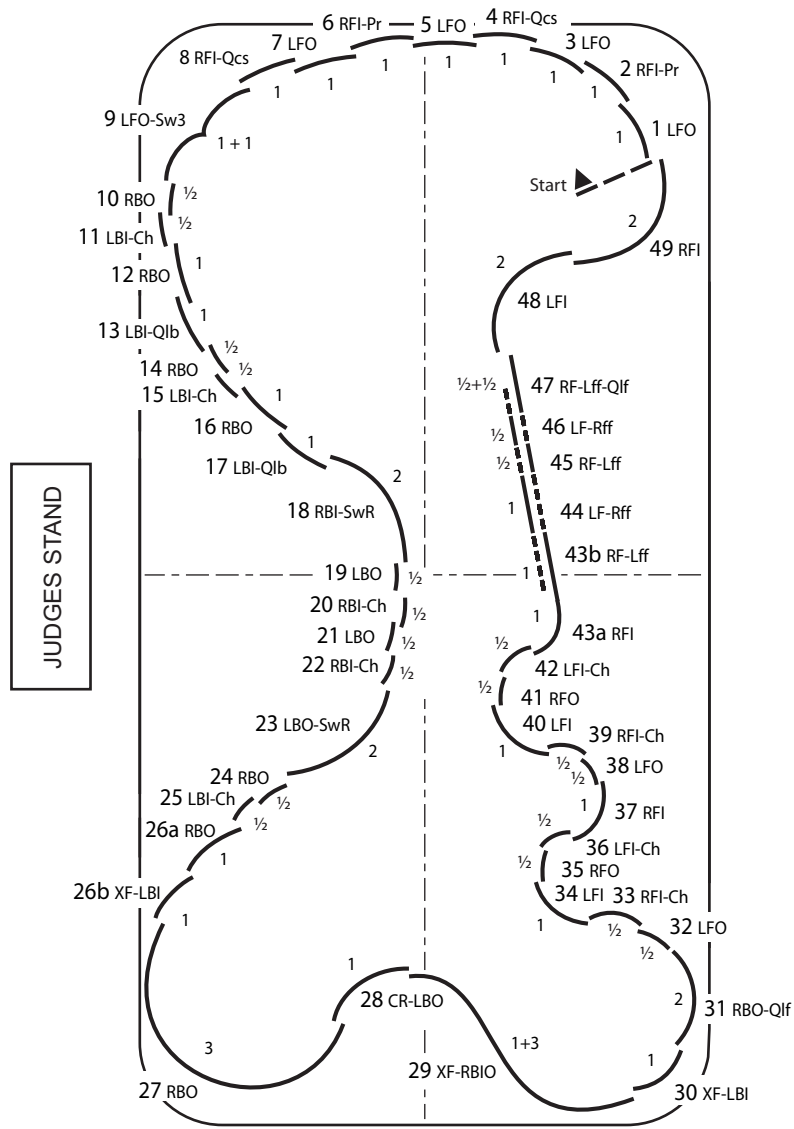 6 RFI-Pr
5 LFO
4 RFI-Qcs
7 LFO
3 LFO
8 RFI-Qcs
2 RFI-Pr
1
1
1
1
1
1
1
9 LFO-Sw3
1 + 1
1
1 LFO
Start
10 RBO
½
½
11 LBI-Ch
2
49 RFI
12 RBO
1
2
48 LFI
13 LBI-Qlb
1
½
14 RBO
½
15 LBI-Ch
1
½+½
47 RF-Lff-Qlf
16 RBO
46 LF-Rff
½
17 LBI-Qlb
1
45 RF-Lff
½
2
18 RBI-SwR
44 LF-Rff
1
43b RF-Lff
JUDGES STAND
19 LBO
½
1
20 RBI-Ch
½
1
43a RFI
21 LBO
½
22 RBI-Ch
½
½
42 LFI-Ch
½
41 RFO
23 LBO-SwR
2
40 LFI
1
39 RFI-Ch
½
38 LFO
½
24 RBO
25 LBI-Ch
½
½
26a RBO
1
1
37 RFI
½
36 LFI-Ch
½
35 RFO
26b XF-LBI
1
34 LFI
33 RFI-Ch
1
½
32 LFO
½
1
28 CR-LBO
2
31 RBO-Qlf
3
27 RBO
1+3
29 XF-RBIO
1
30 XF-LBI